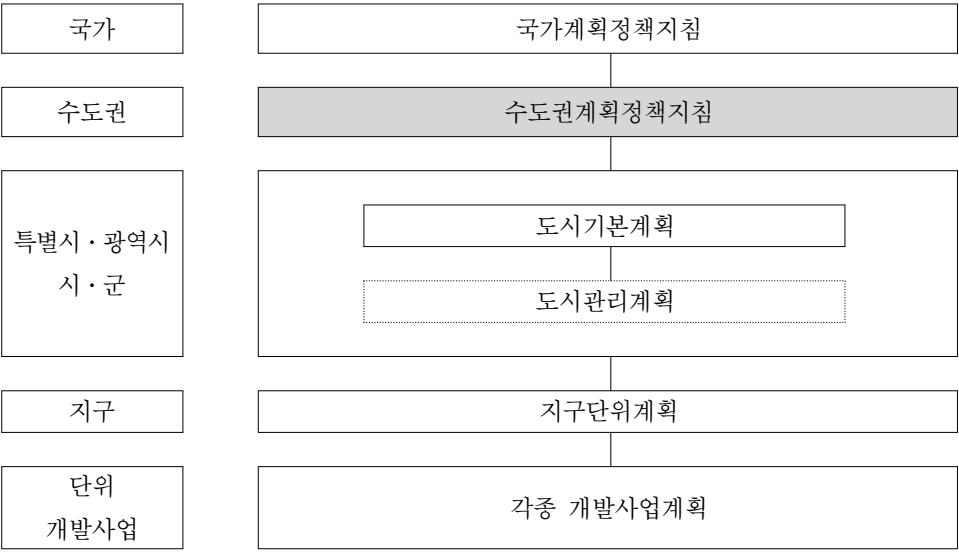 국가
국가계획정책지침
수도권
수도권계획정책지침
특별시·광역시
시·군
도시기본계획
도시관리계획
지구
지구단위계획
단위
개발사업
각종 개발사업계획